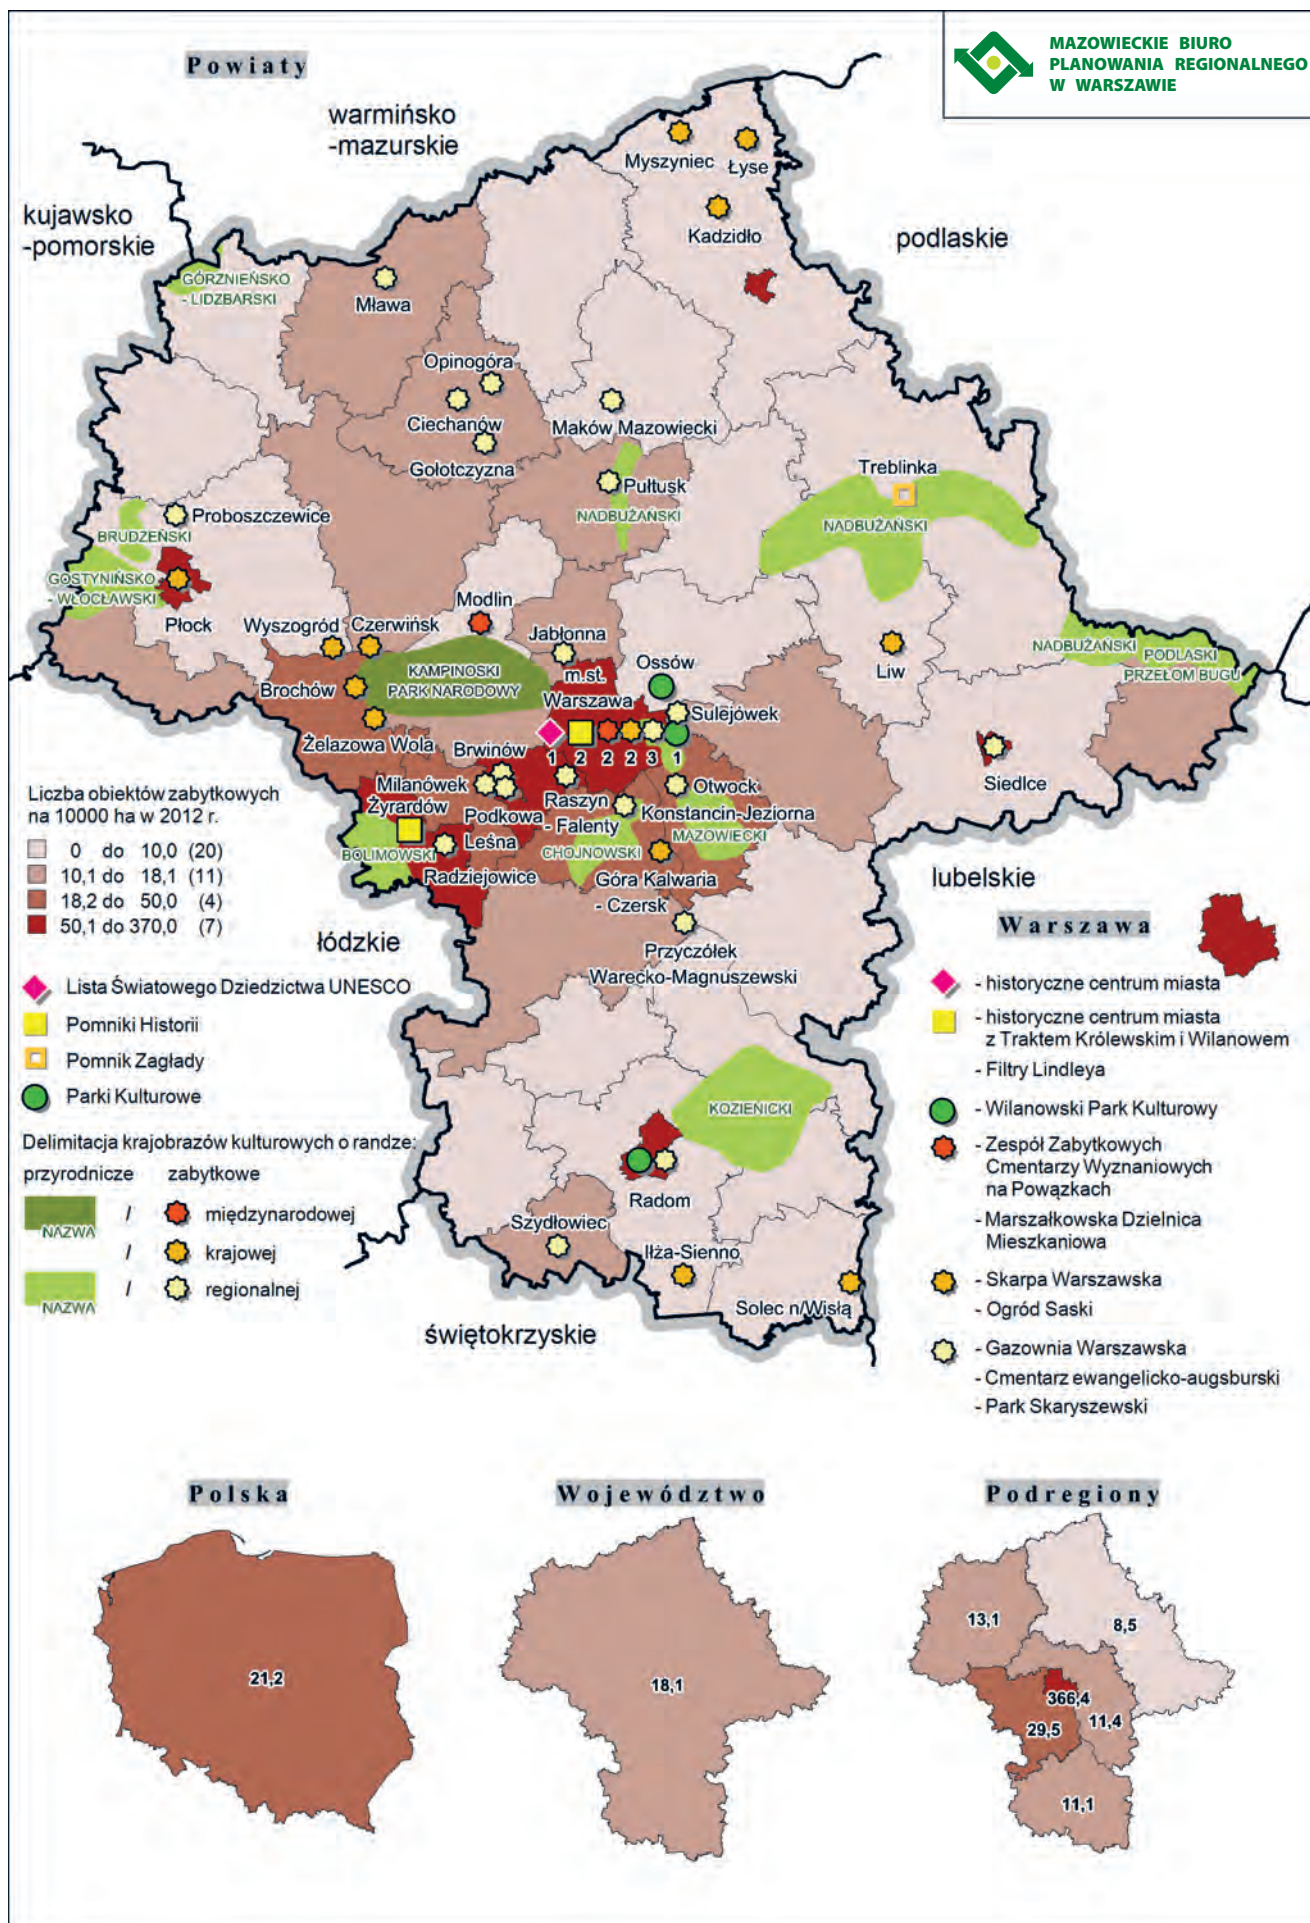 MAZOWIECKIE BIURO
PLANOWANIA REGIONALNEGO
W WARSZAWIE
Powiaty
warmińsko
-mazurskie
kujawsko
-pomorskie
podlaskie
Myszyniec
Łyse
Kadzidło
GÓRZNIEŃSKO
- LIDZBARSKI
Mława
Opinogóra
Ciechanów
Gołotczyzna
Maków Mazowiecki
Treblinka
Pułtusk
NADBUŻAŃSKI
NADBUŻAŃSKI
Proboszczewice
BRUDZEŃSKI
GOSTYNIŃSKO
- WŁOCŁAWSKI
Płock
Modlin
Wyszogród
Czerwińsk
Jabłonna
Ossów
Liw
NADBUŻAŃSKI
PODLASKI
PRZEŁOM BUGU
KAMPINOSKI
PARK NARODOWY
m.st.
Warszawa
Brochów
Sulejówek
Żelazowa Wola
Brwinów
1 2 2 2 3 1
Siedlce
Milanówek
Otwock
Żyrardów
Podkowa
Leśna
Raszyn
- Falenty
Konstancin-Jeziorna
MAZOWIECKI
BOLIMOWSKI
CHOJNOWSKI
Radziejowice
Góra Kalwaria
- Czersk
Przyczółek
Warecko-Magnuszewski
Liczba obiektów zabytkowych
na 10000 ha w 2012 r.
0 do 10,0 (20)
10,1 do 18,1 (11)
18,2 do 50,0 (4)
50,1 do 370,0 (7)
łódzkie
lubelskie
Lista Światowego Dziedzictwa UNESCO
Pomniki Historii
Pomnik Zagłady
Parki Kulturowe
Delimitacja krajobrazów kulturowych o randze:
przyrodnicze zabytkowe
NAZWA / międzynarodowej
/ krajowej
NAZWA / regionalnej
KOZIENICKI
Radom
Szydłowiec
Iłża-Sienno
Solec n/Wisłą
świętokrzyskie
Warszawa
- historyczne centrum miasta
- historyczne centrum miasta
z Traktem Królewskim i Wilanowem
- Filtry Lindleya
- Wilanowski Park Kulturowy
- Zespół Zabytkowych
Cmentarzy Wyznaniowych
na Powązkach
- Marszałkowska Dzielnica
Mieszkaniowa
- Skarpa Warszawska
- Ogród Saski
- Gazownia Warszawska
- Cmentarz ewangelicko-augsburski
- Park Skaryszewski
Polska
21,2
Województwo
18,1
Podregiony
13,1
8,5
366,4
29,5
11,4
11,1